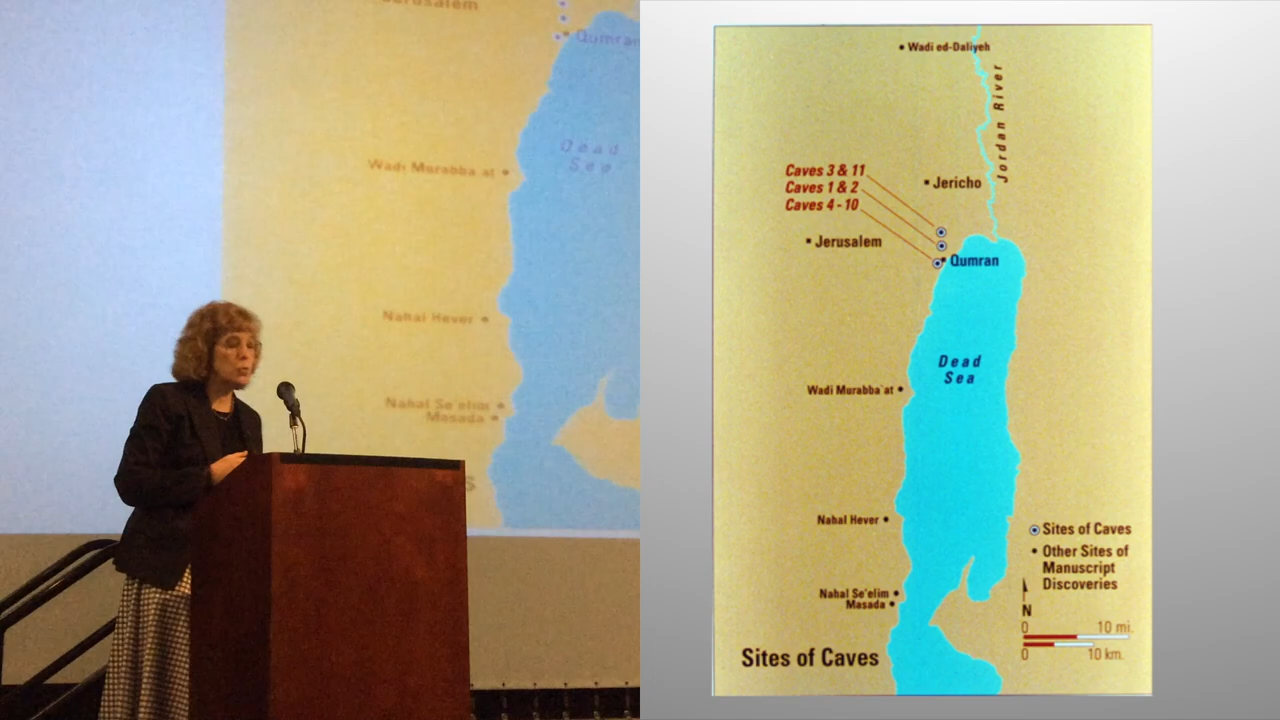 Jerusalem
Qumran
Dead
Sea
Wadi Murabba'at
Nahal Hever
Nahal Se'elim
Masada
S
Wadi ed-Daliyeh
Jordan River
Caves 3 & 11
Caves 1 & 2
Caves 4 - 10
Jericho
Jerusalem
Qumran
Dead
Sea
Wadi Murabba'at
Nahal Hever
Sites of Caves
Other Sites of
Manuscript
Discoveries
Nahal Se'elim
Masada
N
0 10 mi.
0 10 km.
Sites of Caves